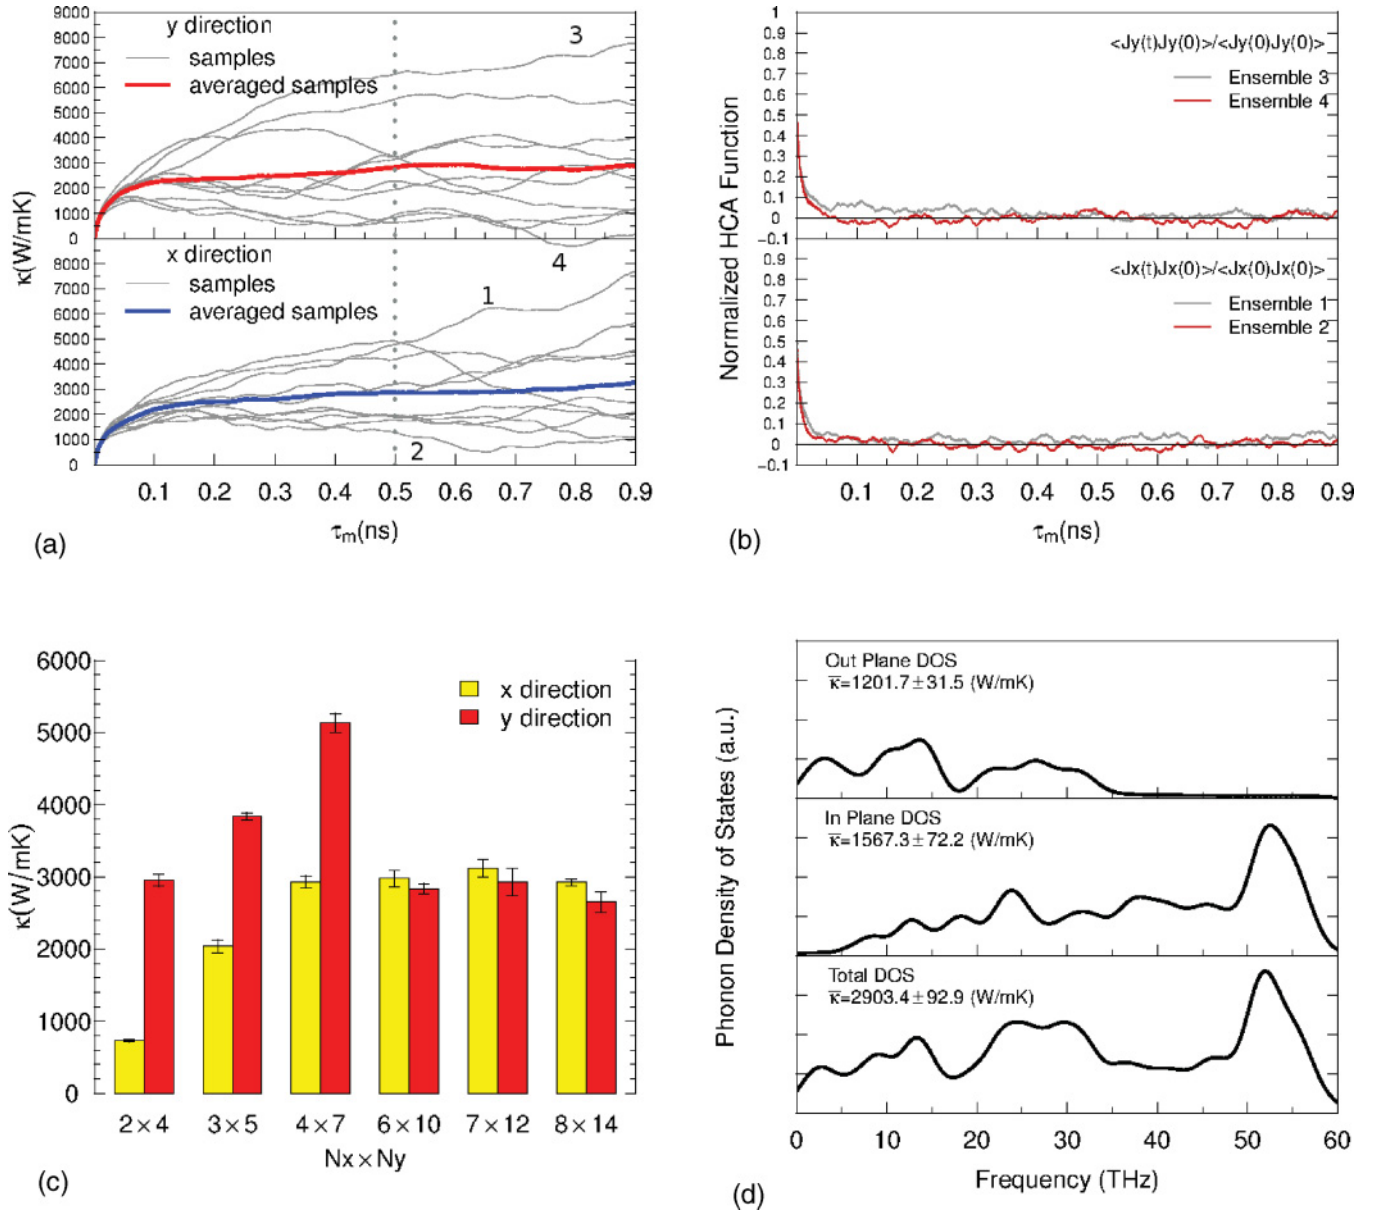 9000
8000
7000
6000
5000
4000
3000
2000
1000
0
y direction
samples
averaged samples
3
4
κ(W/mK)
8000
7000
6000
5000
4000
3000
2000
1000
0
x direction
samples
averaged samples
1
2
0.1 0.2 0.3 0.4 0.5 0.6 0.7 0.8 0.9
τm(ns)
(a)
1
0.9
0.8
0.7
0.6
0.5
0.4
0.3
0.2
0.1
0
-0.1
<Jy(t)Jy(0)>/<Jy(0)Jy(0)>
Ensemble 3
Ensemble 4
Normalized HCA Function
0.9
0.8
0.7
0.6
0.5
0.4
0.3
0.2
0.1
0
-0.1
<Jx(t)Jx(0)>/<Jx(0)Jx(0)>
Ensemble 1
Ensemble 2
0.1 0.2 0.3 0.4 0.5 0.6 0.7 0.8 0.9
τm(ns)
(b)
6000
5000
4000
3000
2000
1000
0
κ(W/mK)
x direction
y direction
2×4 3×5 4×7 6×10 7×12 8×14
Nx×Ny
(c)
Phonon Density of States (a.u.)
Out Plane DOS
κ̅=1201.7±31.5 (W/mK)
In Plane DOS
κ̅=1567.3±72.2 (W/mK)
Total DOS
κ̅=2903.4±92.9 (W/mK)
0 10 20 30 40 50 60
Frequency (THz)
(d)